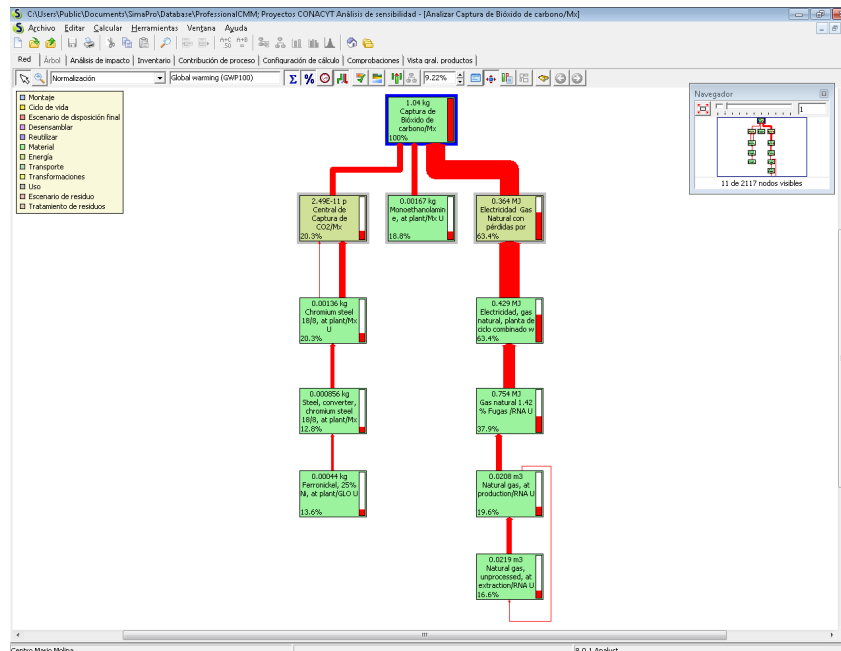 C:\Users\Public\Documents\SimaPro\Database\ProfessionalCMM; Proyectos CONACYT Análisis de sensibilidad - [Analizar Captura de Bióxido de carbono/Mx]
Archivo Editar Calcular Herramientas Ventana Ayuda
Red Árbol Análisis de impacto Inventario Contribución de proceso Configuración de cálculo Comprobaciones Vista gral. productos
Normalización Global warming (GWP100) 9.22%
Montaje
Ciclo de vida
Escenario de disposición final
Desensamblar
Reutilizar
Material
Energía
Transporte
Transformaciones
Uso
Escenario de residuo
Tratamiento de residuos
Navegador
1
11 de 2117 nodos visibles
1.04 kg
Captura de
Bióxido de
carbono/Mx
100%
2.49E-11 p
Central de
Captura de
CO2/Mx
20.3%
0.00167 kg
Monoethanolamin
e, at plant/Mx U
18.8%
0.364 MJ
Electricidad Gas
Natural con
pérdidas por
63.4%
0.00136 kg
Chromium steel
18/8, at plant/Mx
U
20.3%
0.429 MJ
Electricidad, gas
natural, planta de
ciclo combinado w
63.4%
0.000856 kg
Steel, converter,
chromium steel
18/8, at plant/Mx
12.8%
0.754 MJ
Gas natural 1.42
% Fugas /RNA U
37.9%
0.00044 kg
Ferronickel, 25%
Ni, at plant/GLO U
13.6%
0.0208 m3
Natural gas, at
production/RNA U
19.6%
0.0219 m3
Natural gas,
unprocessed, at
extraction/RNA U
16.6%
Centro Mario Molina
8.0.1 Analyst